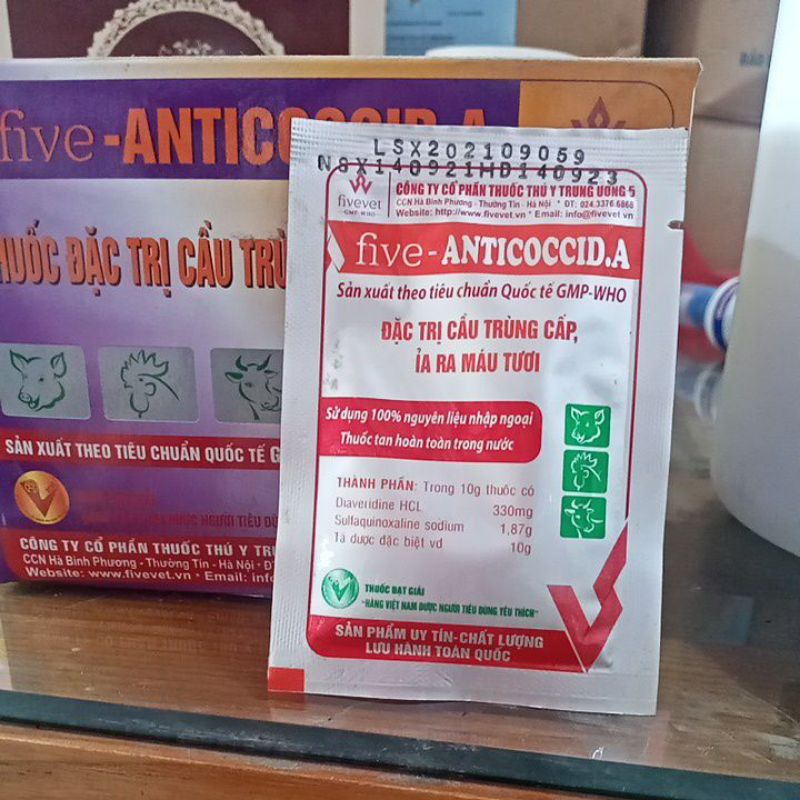 five-ANTICOCCID.A
ĐẶC TRỊ CẦU
SẢN XUẤT THEO TIÊU CHUẨN QUỐC TẾ
CÔNG TY CỔ PHẦN THUỐC THÚ Y
CCN Hà Bình Phương - Thường Tín - Hà Nội
Website: www.fivevet.vn * Email:
LSX202109059
NSX140921HD140923
fivevet
GMP-WHO
CÔNG TY CỔ PHẦN THUỐC THÚ Y TRUNG ƯƠNG 5
CCN Hà Bình Phương - Thường Tín - Hà Nội * DT: 024.3376.6868
Website: http://www.fivevet.vn * Email: info@fivevet.vn
five-ANTICOCCID.A
Sản xuất theo tiêu chuẩn Quốc tế GMP-WHO
ĐẶC TRỊ CẦU TRÙNG CẤP,
ỈA RA MÁU TƯƠI
Sử dụng 100% nguyên liệu nhập ngoại
Thuốc tan hoàn toàn trong nước
THÀNH PHẦN: Trong 10g thuốc có
Diaveridine HCL 330mg
Sulfaquinoxaline sodium 1,87g
Tá dược đặc biệt vđ 10g
THUỐC ĐẠT GIẢI
"HÀNG VIỆT NAM ĐƯỢC NGƯỜI TIÊU DÙNG YÊU THÍCH"
SẢN PHẨM UY TÍN-CHẤT LƯỢNG
LƯU HÀNH TOÀN QUỐC